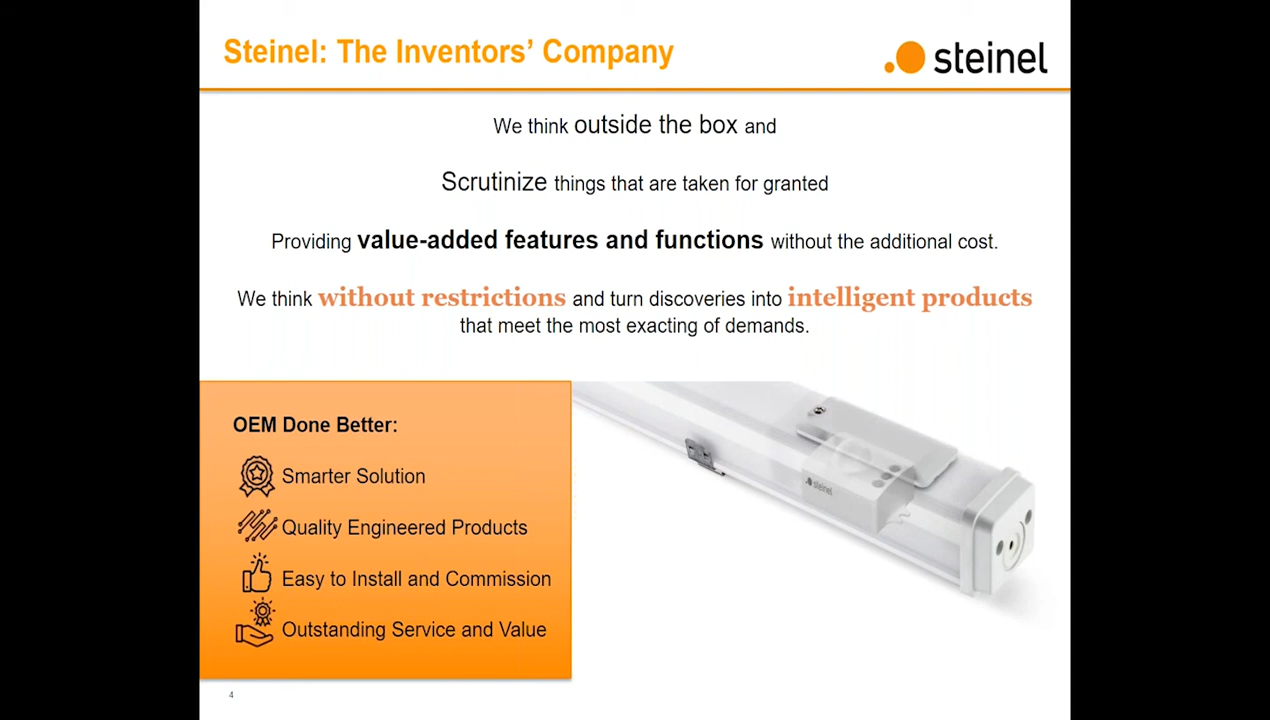 Steinel: The Inventors’ Company
steinel
We think outside the box and
Scrutinize things that are taken for granted
Providing value-added features and functions without the additional cost.
We think without restrictions and turn discoveries into intelligent products
that meet the most exacting of demands.
OEM Done Better:
Smarter Solution
Quality Engineered Products
Easy to Install and Commission
Outstanding Service and Value
steinel
4